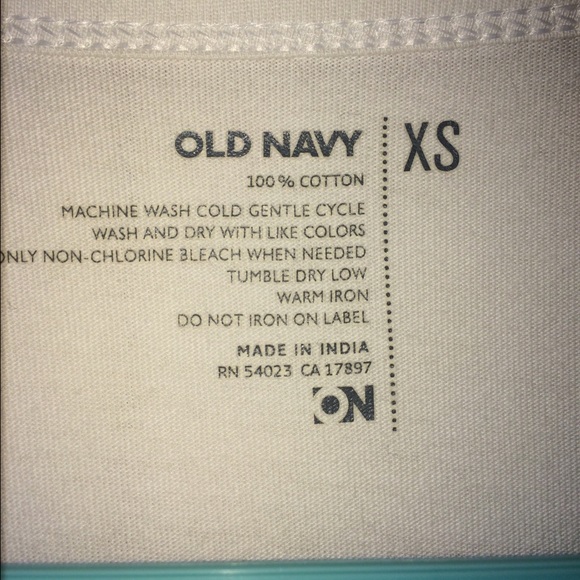 OLD NAVY
XS
100% COTTON
MACHINE WASH COLD GENTLE CYCLE
WASH AND DRY WITH LIKE COLORS
ONLY NON-CHLORINE BLEACH WHEN NEEDED
TUMBLE DRY LOW
WARM IRON
DO NOT IRON ON LABEL
MADE IN INDIA
RN 54023 CA 17897
ON